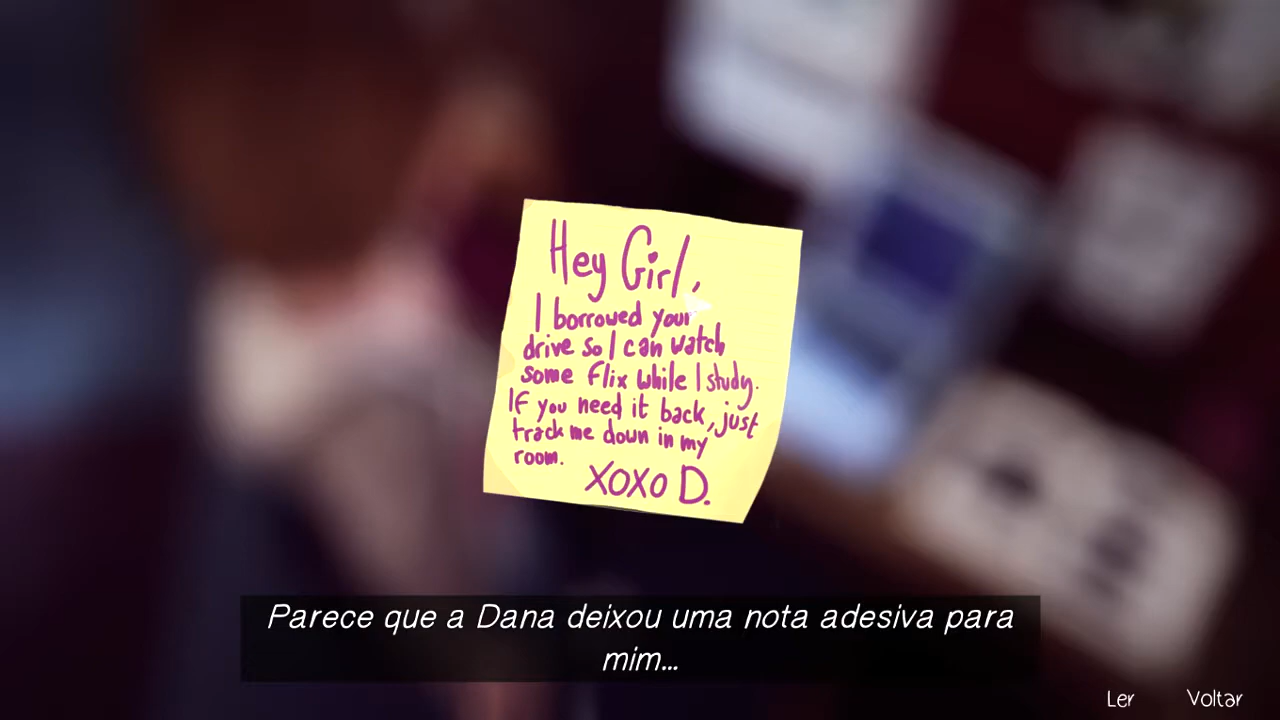 Hey Girl,
I borrowed your
drive so I can watch
some flix while I study.
If you need it back, just
track me down in my
room.
XOXO D.
Parece que a Dana deixou uma nota adesiva para
mim...
Ler Voltar